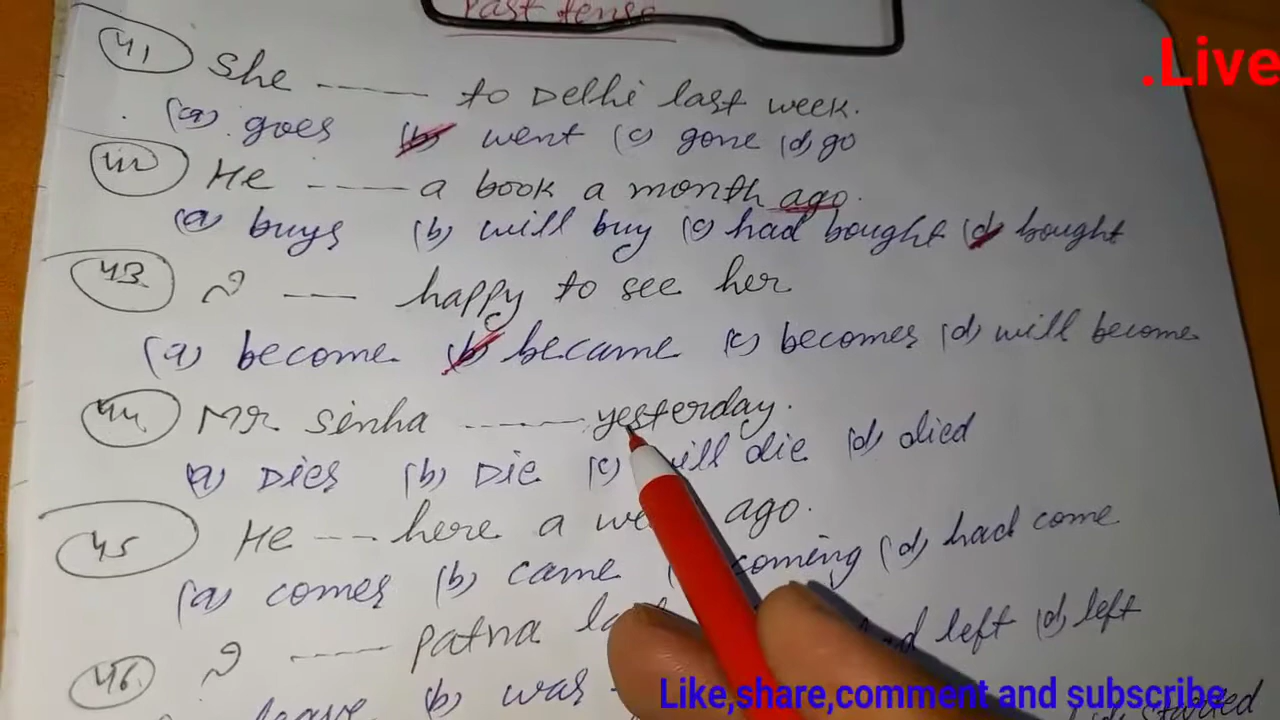 Past tense
.Live
41 She ------ to Delhi last week.
(a) goes (b) went (c) gone (d) go
He ----- a book a month ago.
(a) buys (b) will buy (c) had bought (d) bought
43. I ---- happy to see her
(a) become (b) became (c) becomes (d) will become
44. Mr Sinha ------- yesterday.
(a) Dies (b) Die (c) will die (d) died
45 He --- here a ago.
(a) comes (b) came coming (d) had come
46. I ----- Patna
leave (b) was left (d) left
Like,share,comment and subscribe
started